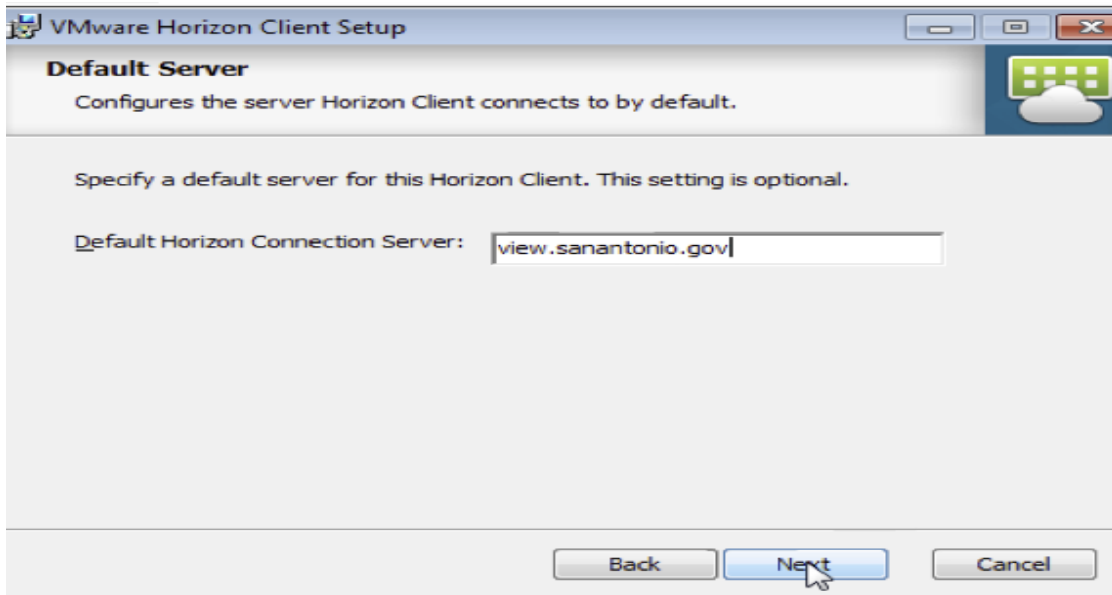 VMware Horizon Client Setup
Default Server
Configures the server Horizon Client connects to by default.
Specify a default server for this Horizon Client. This setting is optional.
Default Horizon Connection Server: view.sanantonio.gov
Back Next Cancel